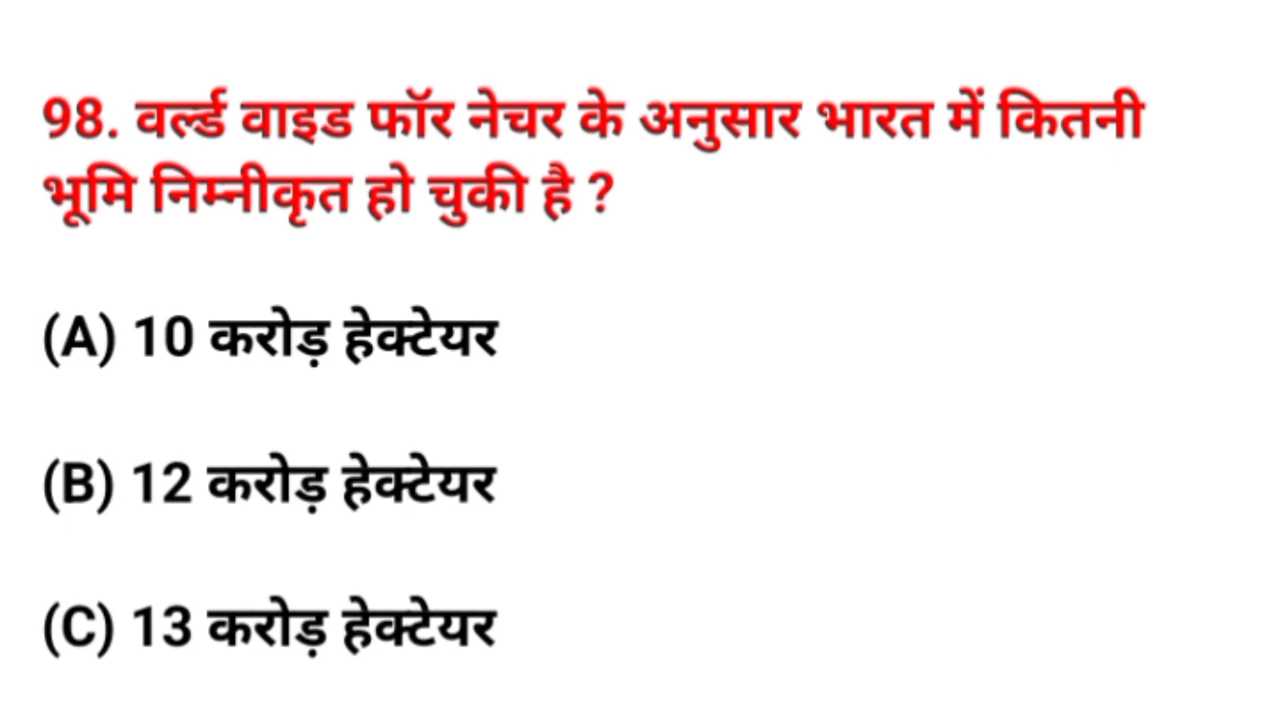 98. वर्ल्ड वाइड फॉर नेचर के अनुसार भारत में कितनी
भूमि निम्नीकृत हो चुकी है ?
(A) 10 करोड़ हेक्टेयर
(B) 12 करोड़ हेक्टेयर
(C) 13 करोड़ हेक्टेयर